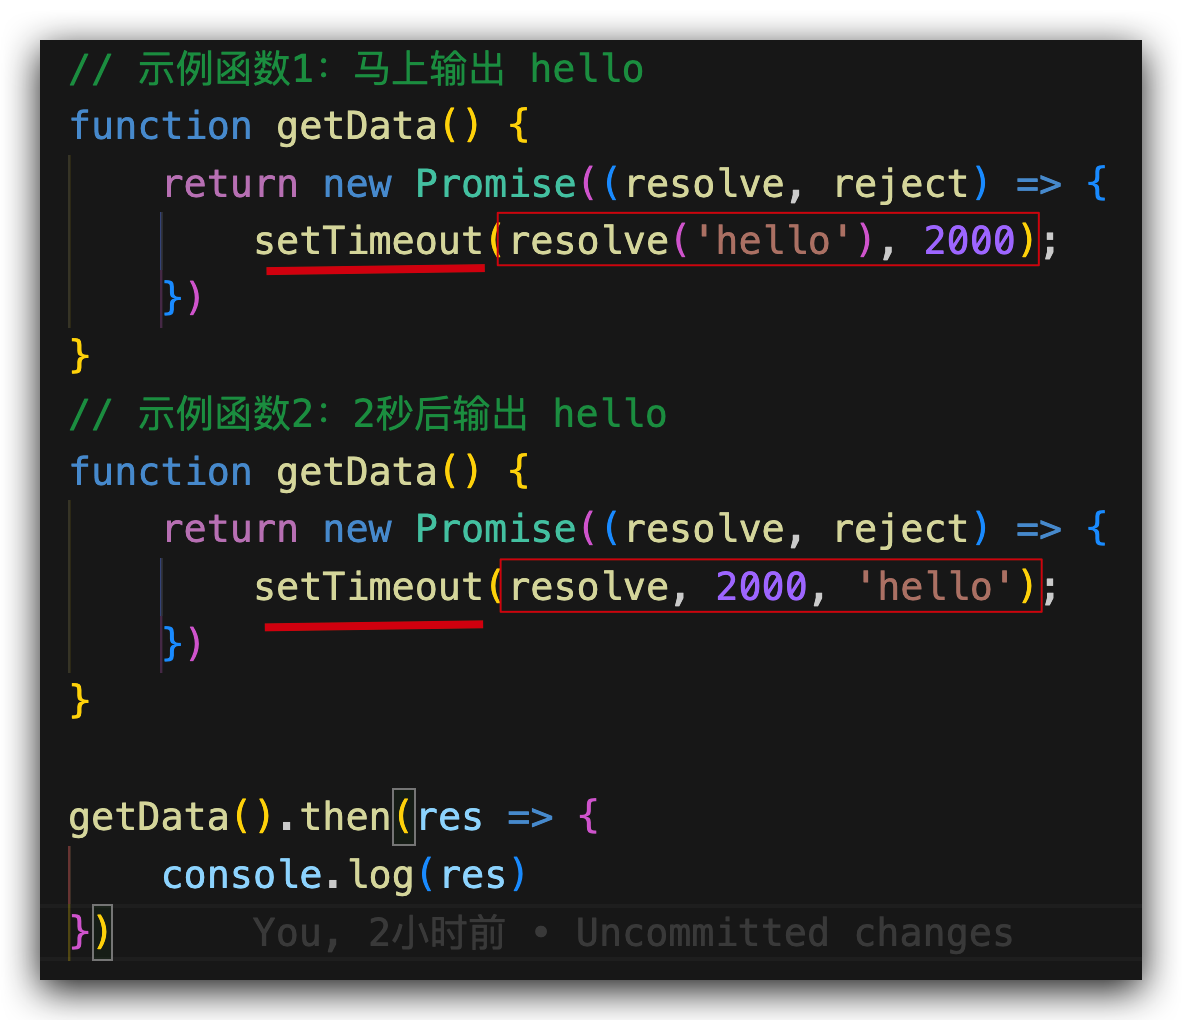 // 示例函数1：马上输出 hello
function getData() {
    return new Promise((resolve, reject) => {
        setTimeout(resolve('hello'), 2000);
    })
}
// 示例函数2：2秒后输出 hello
function getData() {
    return new Promise((resolve, reject) => {
        setTimeout(resolve, 2000, 'hello');
    })
}
getData().then(res => {
    console.log(res)
})      You, 2小时前 • Uncommitted changes